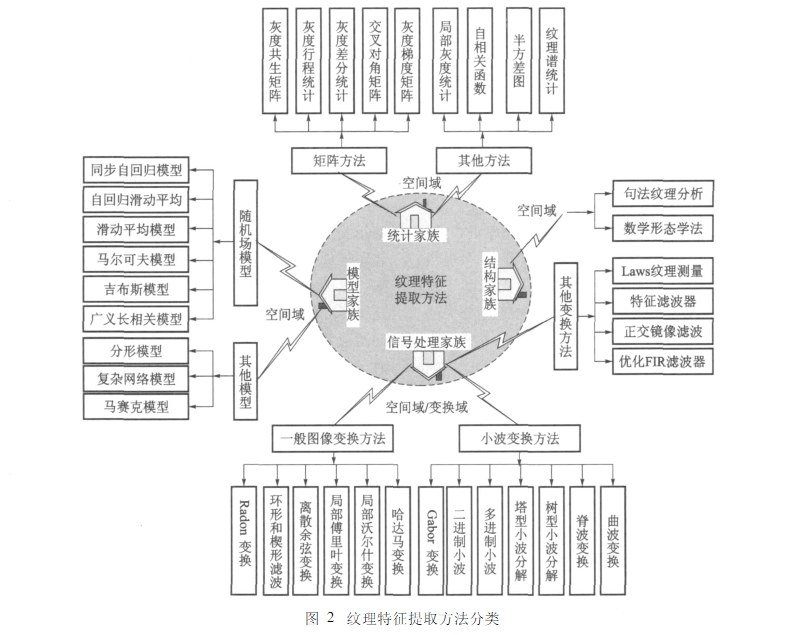 灰度共生矩阵
灰度行程统计
灰度差分统计
交叉对角矩阵
灰度梯度矩阵
局部灰度统计
自相关函数
半方差图
纹理谱统计
矩阵方法
其他方法
空间域
统计家族
同步自回归模型
自回归滑动平均
滑动平均模型
马尔可夫模型
吉布斯模型
广义长相关模型
随机场模型
分形模型
复杂网络模型
马赛克模型
其他模型
空间域
模型家族
纹理特征
提取方法
结构家族
空间域
句法纹理分析
数学形态学法
其他变换方法
Laws纹理测量
特征滤波器
正交镜像滤波
优化FIR滤波器
信号处理家族
空间域/变换域
一般图像变换方法
小波变换方法
Radon 变换
环形和楔形滤波
离散余弦变换
局部傅里叶变换
局部沃尔什变换
哈达马变换
Gabor 变换
二进制小波
多进制小波
塔型小波分解
树型小波分解
脊波变换
曲波变换
图 2 纹理特征提取方法分类